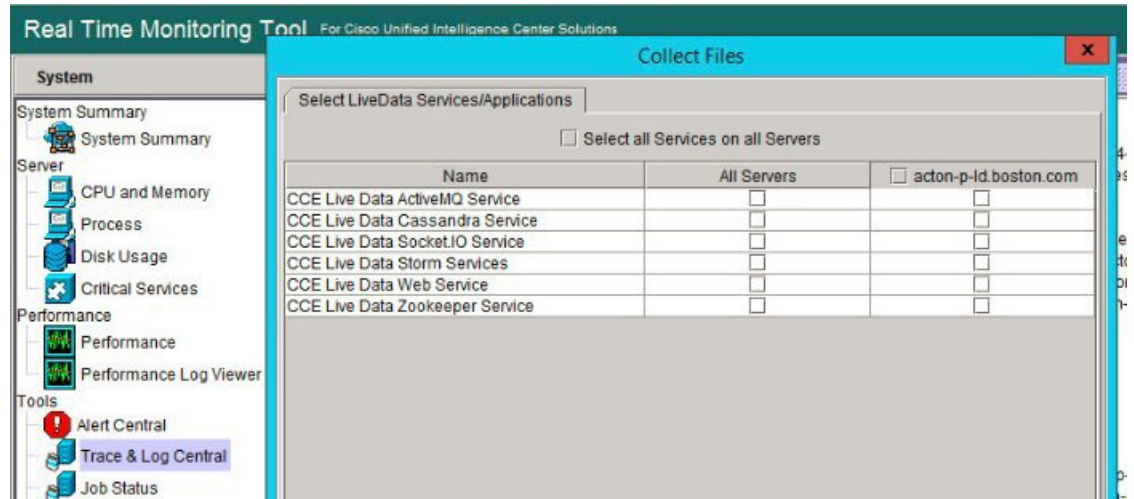 Real Time Monitoring Tool For Cisco Unified Intelligence Center Solutions
Collect Files
x
System
System Summary
System Summary
Server
CPU and Memory
Process
Disk Usage
Critical Services
Performance
Performance
Performance Log Viewer
Tools
Alert Central
Trace & Log Central
Job Status
Select LiveData Services/Applications
Select all Services on all Servers
Name All Servers acton-p-ld.boston.com
CCE Live Data ActiveMQ Service
CCE Live Data Cassandra Service
CCE Live Data Socket.IO Service
CCE Live Data Storm Services
CCE Live Data Web Service
CCE Live Data Zookeeper Service